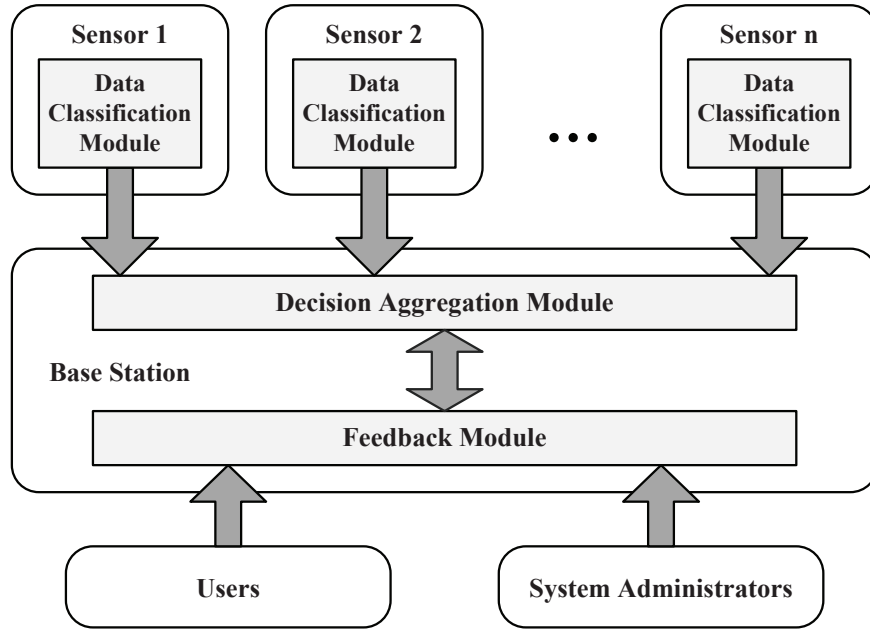 Sensor 1
Data
Classification
Module
Sensor 2
Data
Classification
Module
...
Sensor n
Data
Classification
Module
Decision Aggregation Module
Base Station
Feedback Module
Users
System Administrators